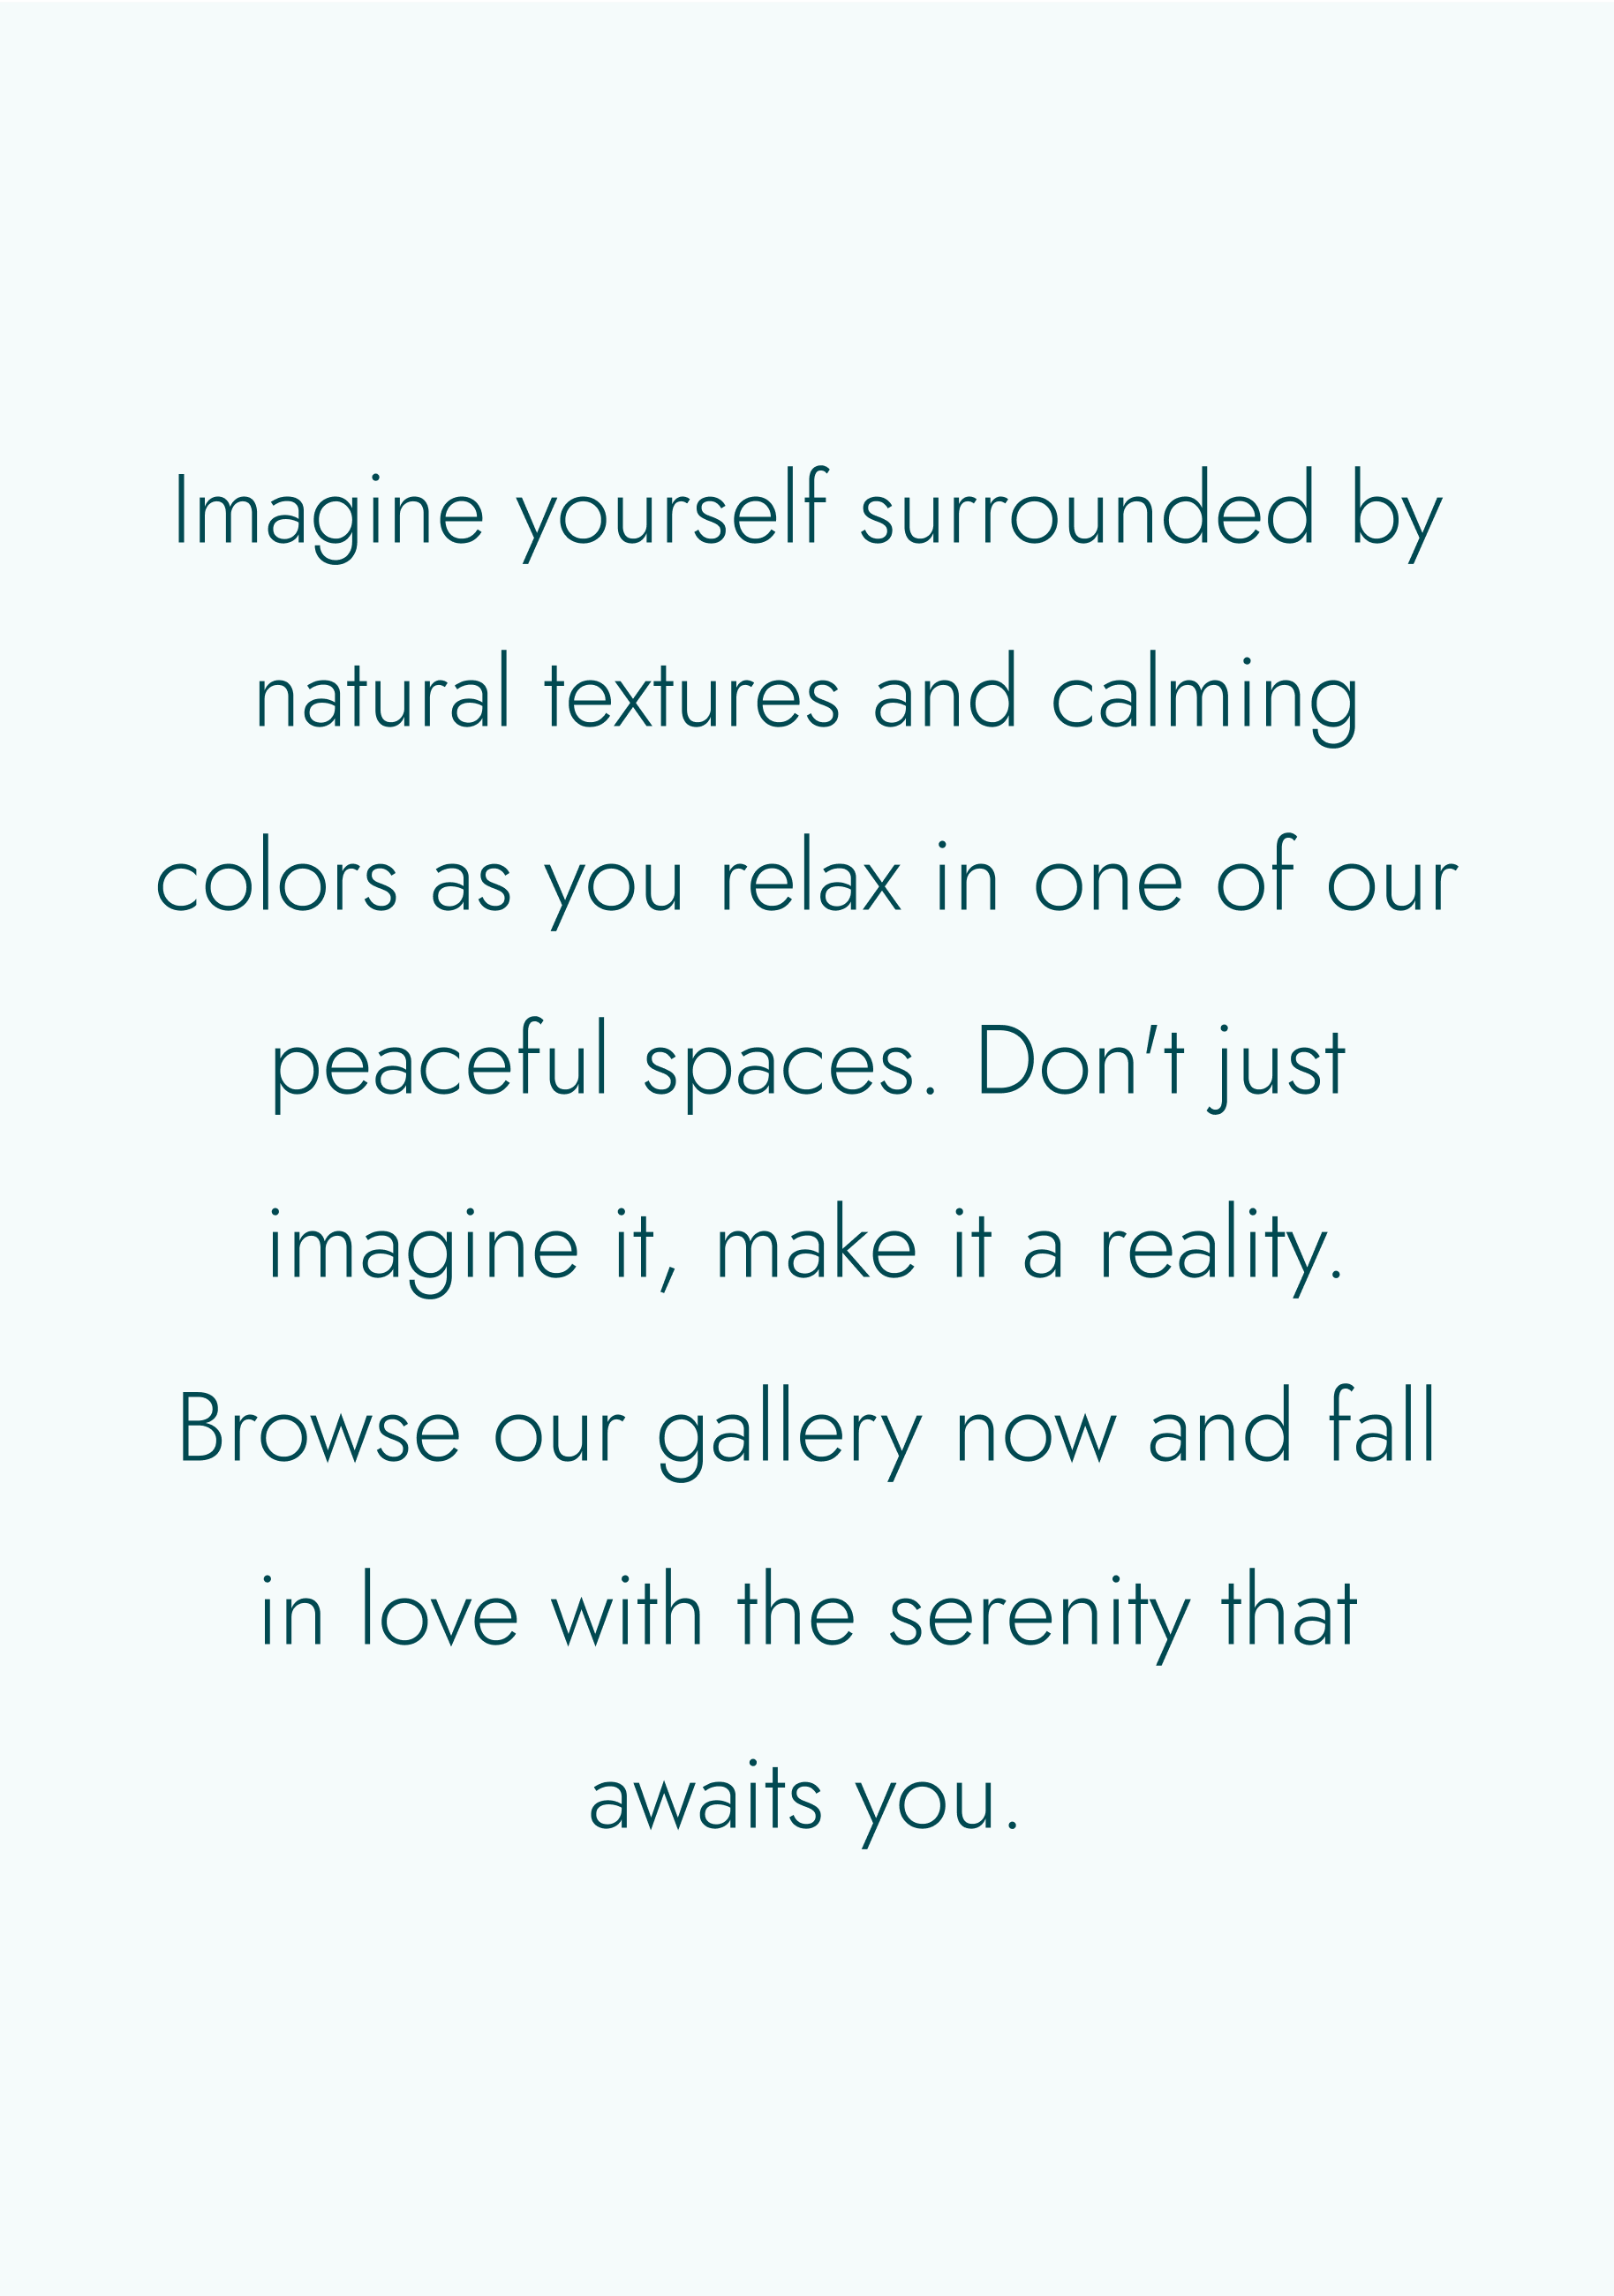 Imagine yourself surrounded by
natural textures and calming
colors as you relax in one of our
peaceful spaces. Don't just
imagine it, make it a reality.
Browse our gallery now and fall
in love with the serenity that
awaits you.